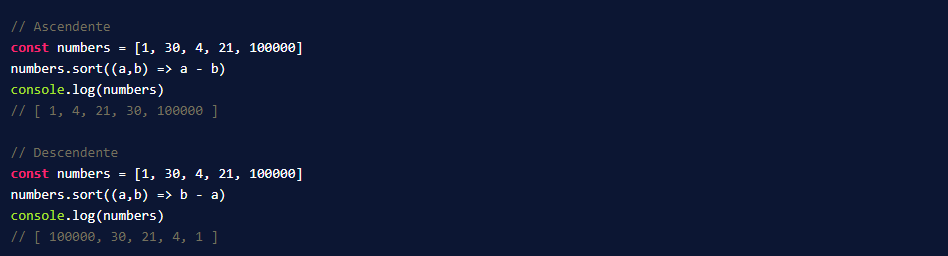 // Ascendente
const numbers = [1, 30, 4, 21, 100000]
numbers.sort((a,b) => a - b)
console.log(numbers)
// [ 1, 4, 21, 30, 100000 ]
// Descendente
const numbers = [1, 30, 4, 21, 100000]
numbers.sort((a,b) => b - a)
console.log(numbers)
// [ 100000, 30, 21, 4, 1 ]